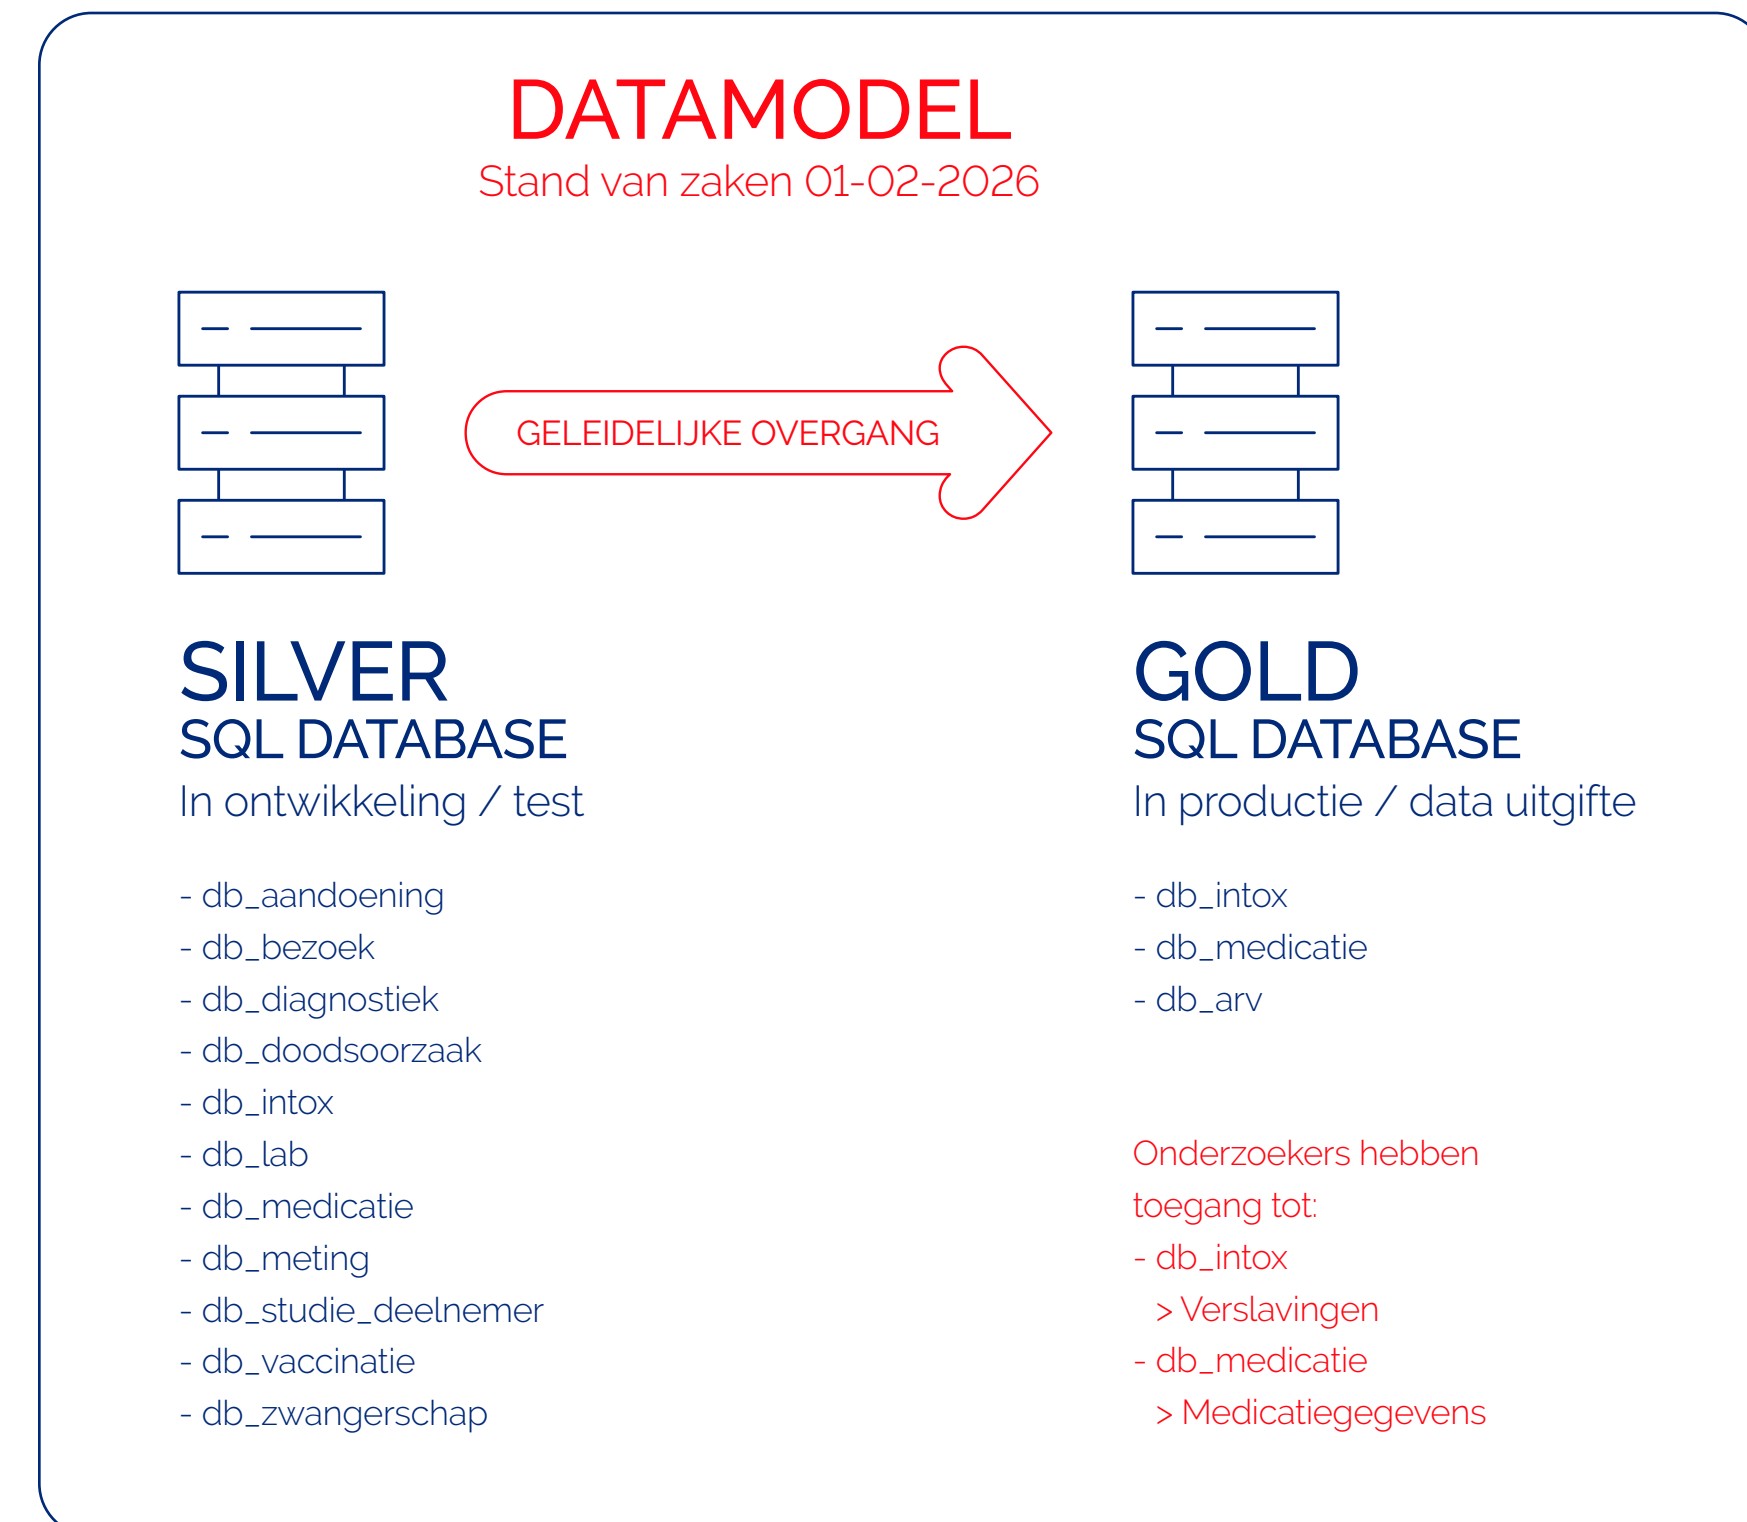 DATAMODEL
Stand van zaken 01-02-2026
GELEIDELIJKE OVERGANG
SILVER
SQL DATABASE
In ontwikkeling / test
- db_aandoening
- db_bezoek
- db_diagnostiek
- db_doodsoorzaak
- db_intox
- db_lab
- db_medicatie
- db_meting
- db_studie_deelnemer
- db_vaccinatie
- db_zwangerschap
GOLD
SQL DATABASE
In productie / data uitgifte
- db_intox
- db_medicatie
- db_arv
Onderzoekers hebben
toegang tot:
- db_intox
> Verslavingen
- db_medicatie
> Medicatiegegevens